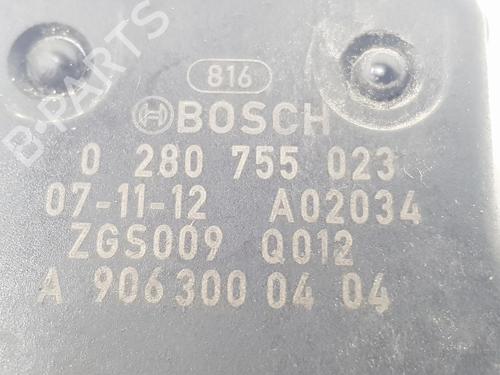 816
BOSCH
0 280 755 023
07-11-12 A02034
ZGS009 Q012
A 906 300 04 04
B-PARTS